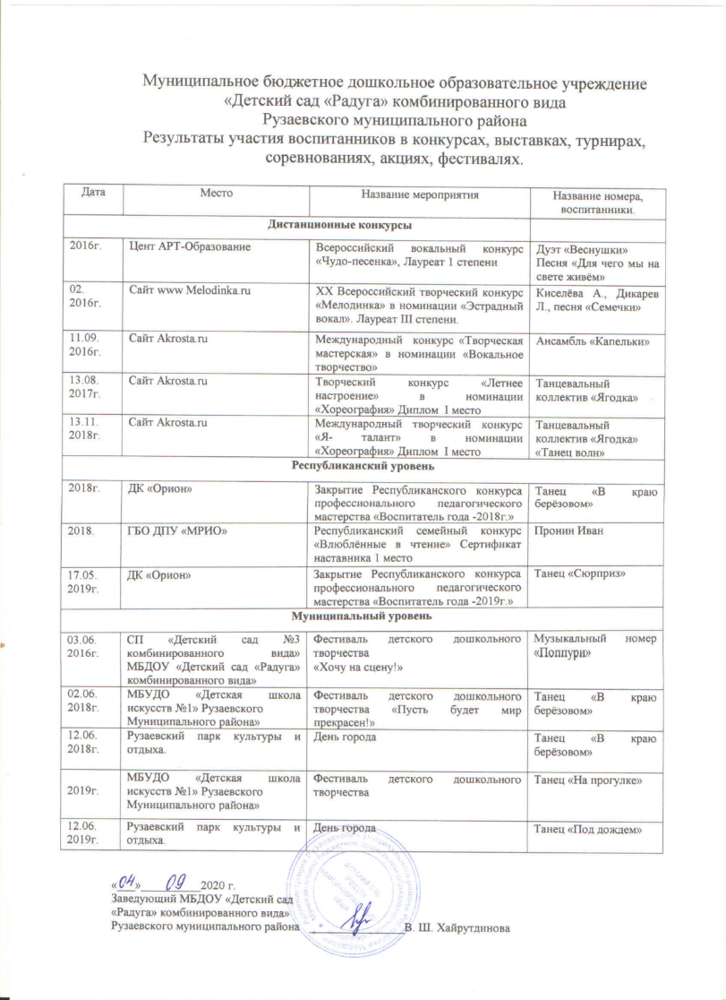 Муниципальное бюджетное дошкольное образовательное учреждение
«Детский сад «Радуга» комбинированного вида
Рузаевского муниципального района
Результаты участия воспитанников в конкурсах, выставках, турнирах,
соревнованиях, акциях, фестивалях.
Дата Место Название мероприятия Название номера,
воспитанники.
Дистанционные конкурсы
2016г. Цент АРТ-Образование Всероссийский вокальный конкурс Дуэт «Веснушки»
«Чудо-песенка», Лауреат 1 степени Песня «Для чего мы на
свете живём»
02. Сайт www Melodinka.ru XX Всероссийский творческий конкурс Киселёва А., Дикарев
2016г. «Мелодинка» в номинации «Эстрадный Л., песня «Семечки»
вокал». Лауреат III степени.
11.09. Сайт Akrosta.ru Международный конкурс «Творческая Ансамбль «Капельки»
2016г. мастерская» в номинации «Вокальное
творчество»
13.08. Сайт Akrosta.ru Творческий конкурс «Летнее Танцевальный
2017г. настроение» в номинации коллектив «Ягодка»
«Хореография» Диплом I место
13.11. Сайт Akrosta.ru Международный творческий конкурс Танцевальный
2018г. «Я- талант» в номинации коллектив «Ягодка»
«Хореография» Диплом I место «Танец волн»
Республиканский уровень
2018г. ДК «Орион» Закрытие Республиканского конкурса Танец «В краю
профессионального педагогического берёзовом»
мастерства «Воспитатель года -2018г.»
2018. ГБО ДПУ «МРИО» Республиканский семейный конкурс Пронин Иван
«Влюблённые в чтение» Сертификат
наставника 1 место
17.05. ДК «Орион» Закрытие Республиканского конкурса Танец «Сюрприз»
2019г. профессионального педагогического
мастерства «Воспитатель года -2019г.»
Муниципальный уровень
03.06. СП «Детский сад №3 Фестиваль детского дошкольного Музыкальный номер
2016г. комбинированного вида» творчества «Поппури»
МБДОУ «Детский сад «Радуга» «Хочу на сцену!»
комбинированного вида»
02.06. МБУДО «Детская школа Фестиваль детского дошкольного Танец «В краю
2018г. искусств №1» Рузаевского творчества «Пусть будет мир берёзовом»
Муниципального района» прекрасен!»
12.06. Рузаевский парк культуры и День города Танец «В краю
2018г. отдыха. берёзовом»
МБУДО «Детская школа Фестиваль детского дошкольного Танец «На прогулке»
2019г. искусств №1» Рузаевского творчества
Муниципального района»
12.06. Рузаевский парк культуры и День города Танец «Под дождем»
2019г. отдыха.
«04» 09 2020 г.
Заведующий МБДОУ «Детский сад
«Радуга» комбинированного вида»
Рузаевского муниципального района В. Ш. Хайрутдинова